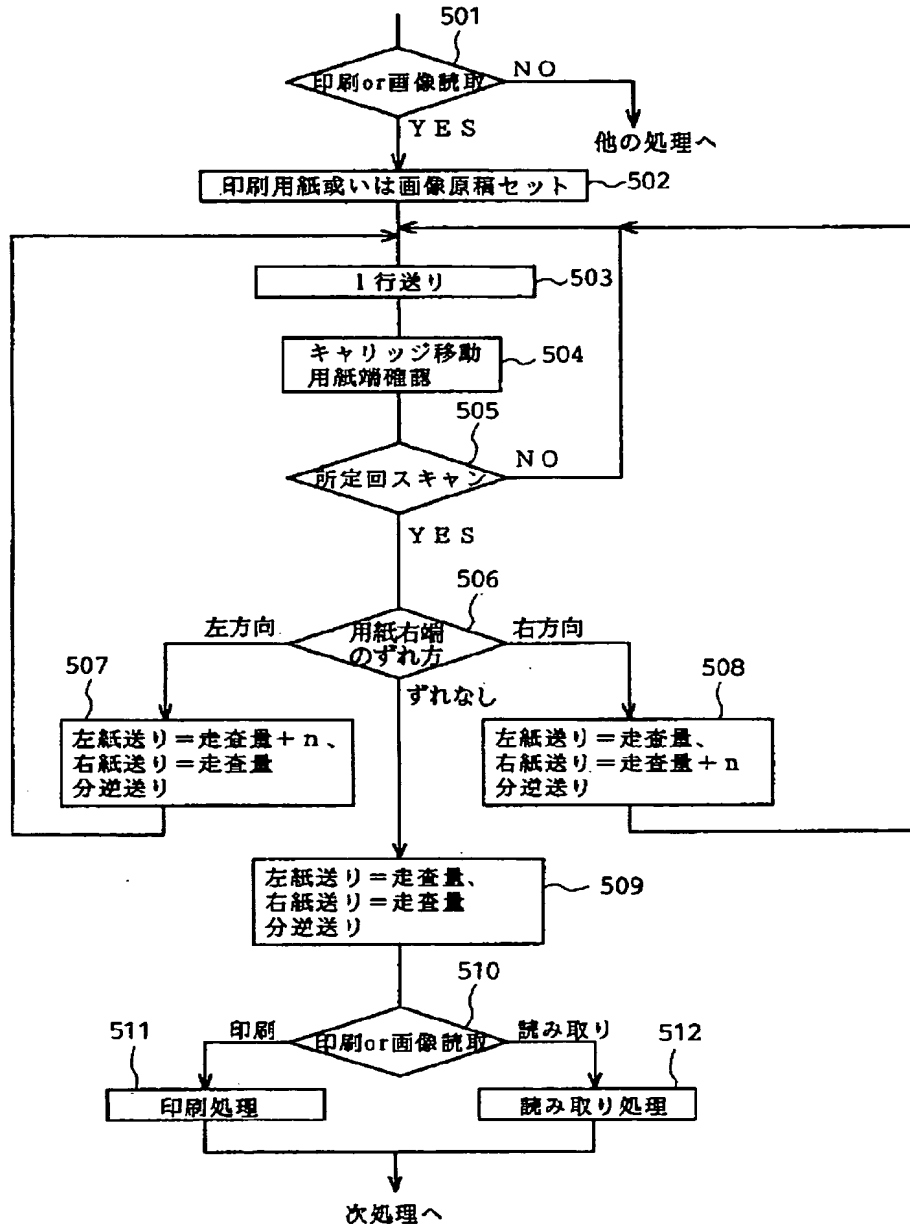 501
印刷or画像読取
NO
YES
他の処理へ
印刷用紙或いは画像原稿セット
502
1行送り
503
キャリッジ移動
用紙端確認
504
505
所定回スキャン
NO
YES
506
左方向
用紙右端
のずれ方
右方向
507
ずれなし
508
左紙送り=走査量+n、
右紙送り=走査量
分逆送り
左紙送り=走査量、
右紙送り=走査量+n
分逆送り
左紙送り=走査量、
右紙送り=走査量
分逆送り
509
510
511
印刷
印刷or画像読取
読み取り
512
印刷処理
読み取り処理
次処理へ